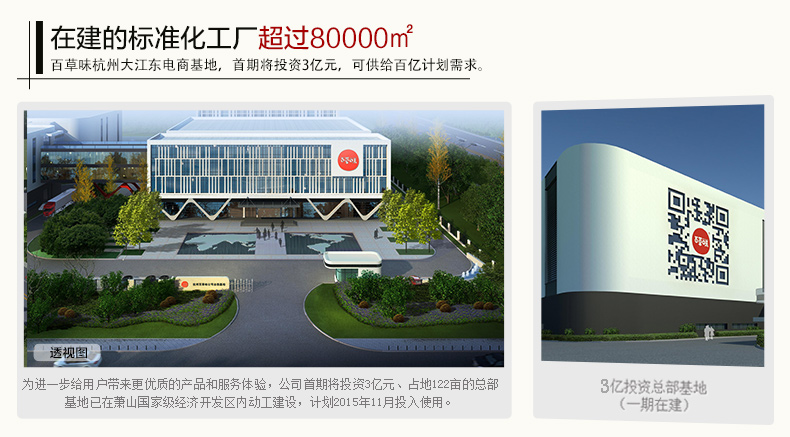 在建的标准化工厂超过80000㎡
百草味杭州大江东电商基地，首期将投资3亿元，可供给百亿计划需求。
百草味
百草味
透视图
为进一步给用户带来更优质的产品和服务体验，公司首期将投资3亿元、占地122亩的总部
基地已在萧山国家级经济开发区内动工建设，计划2015年11月投入使用。
3亿投资总部基地
（一期在建）